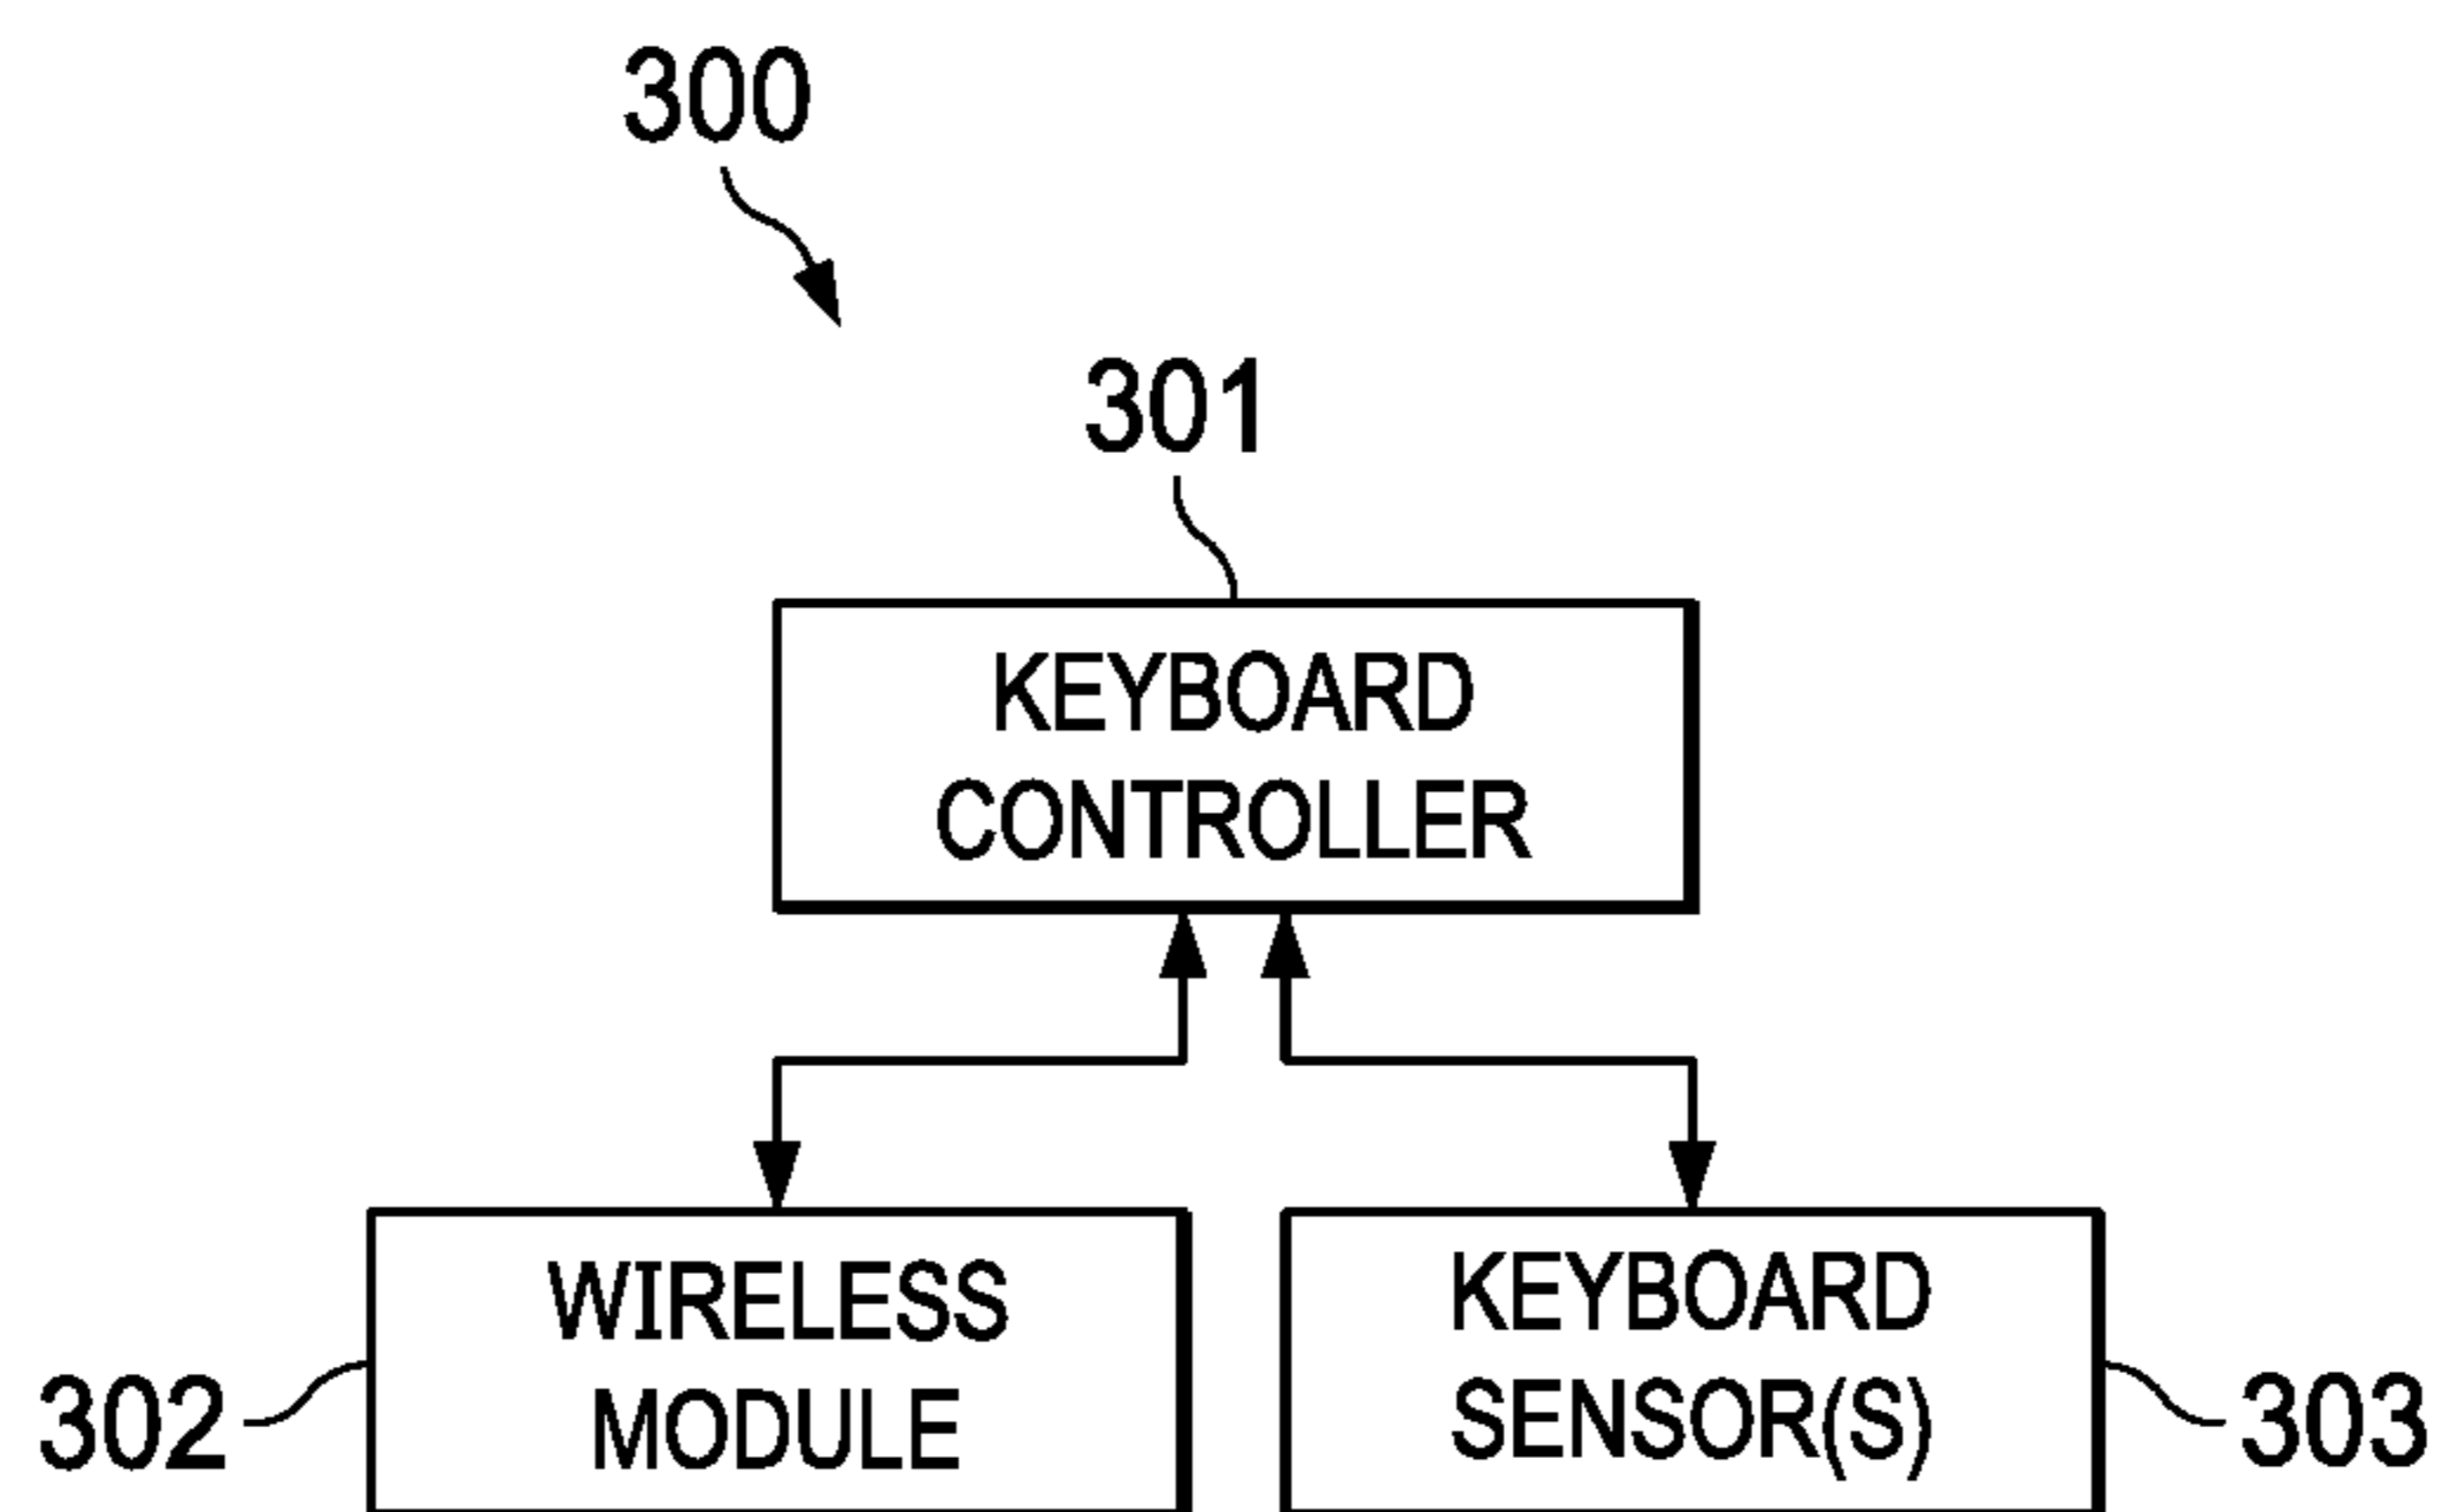 300
301
KEYBOARD
CONTROLLER
WIRELESS
MODULE
302
KEYBOARD
SENSOR(S)
303